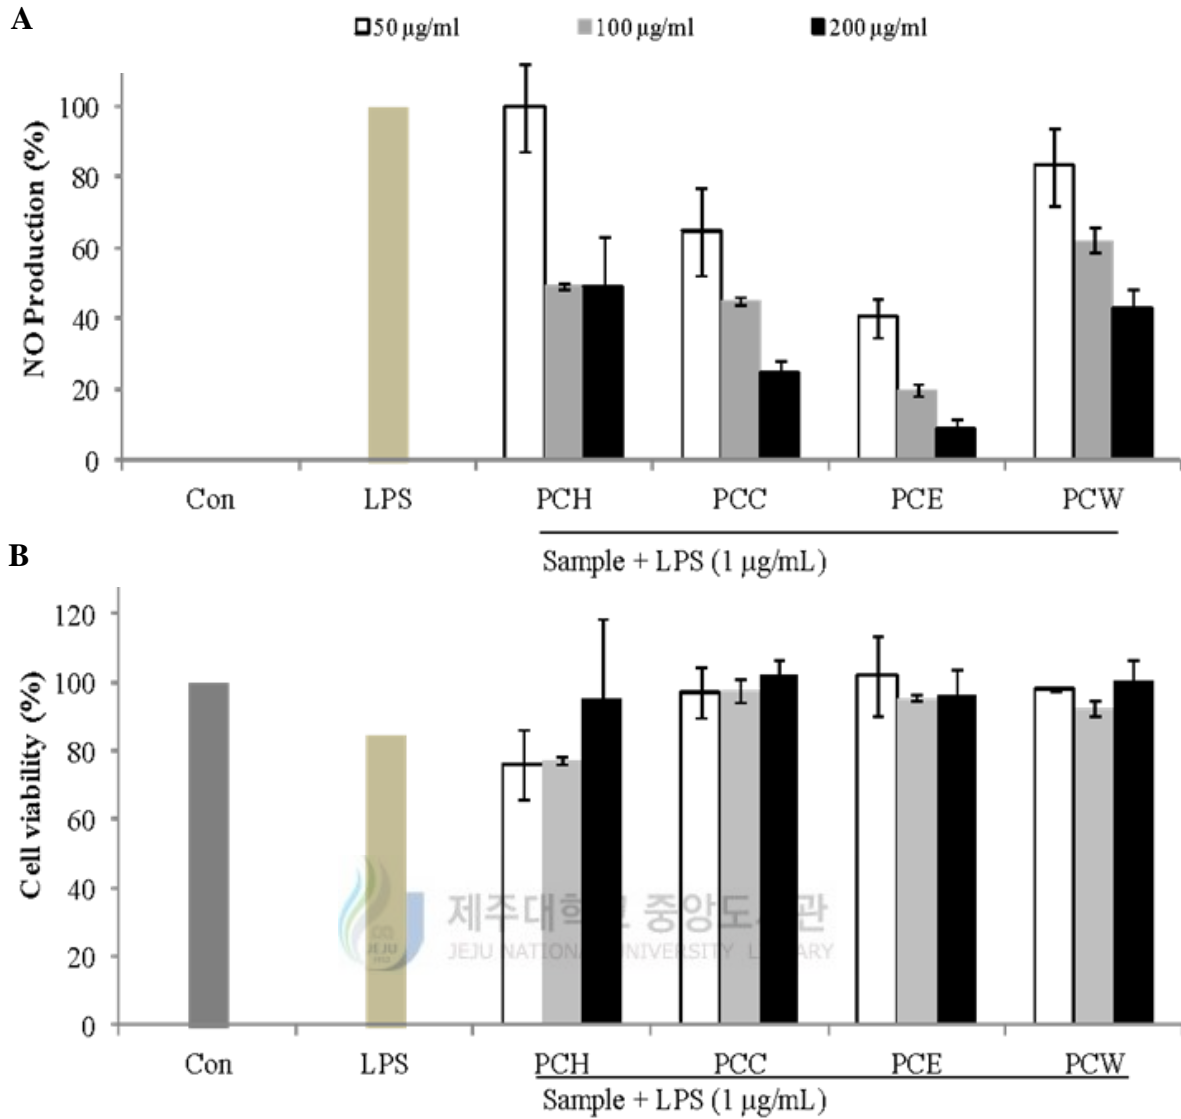 A
50 μg/ml 100 μg/ml 200 μg/ml
NO Production (%)
100
80
60
40
20
0
Con LPS PCH PCC PCE PCW
Sample + LPS (1 μg/mL)
B
Cell viability (%)
120
100
80
60
40
20
0
제주대학교 중앙도서관
JEJU NATIONAL UNIVERSITY LIBRARY
JEJU
1952
Con LPS PCH PCC PCE PCW
Sample + LPS (1 μg/mL)